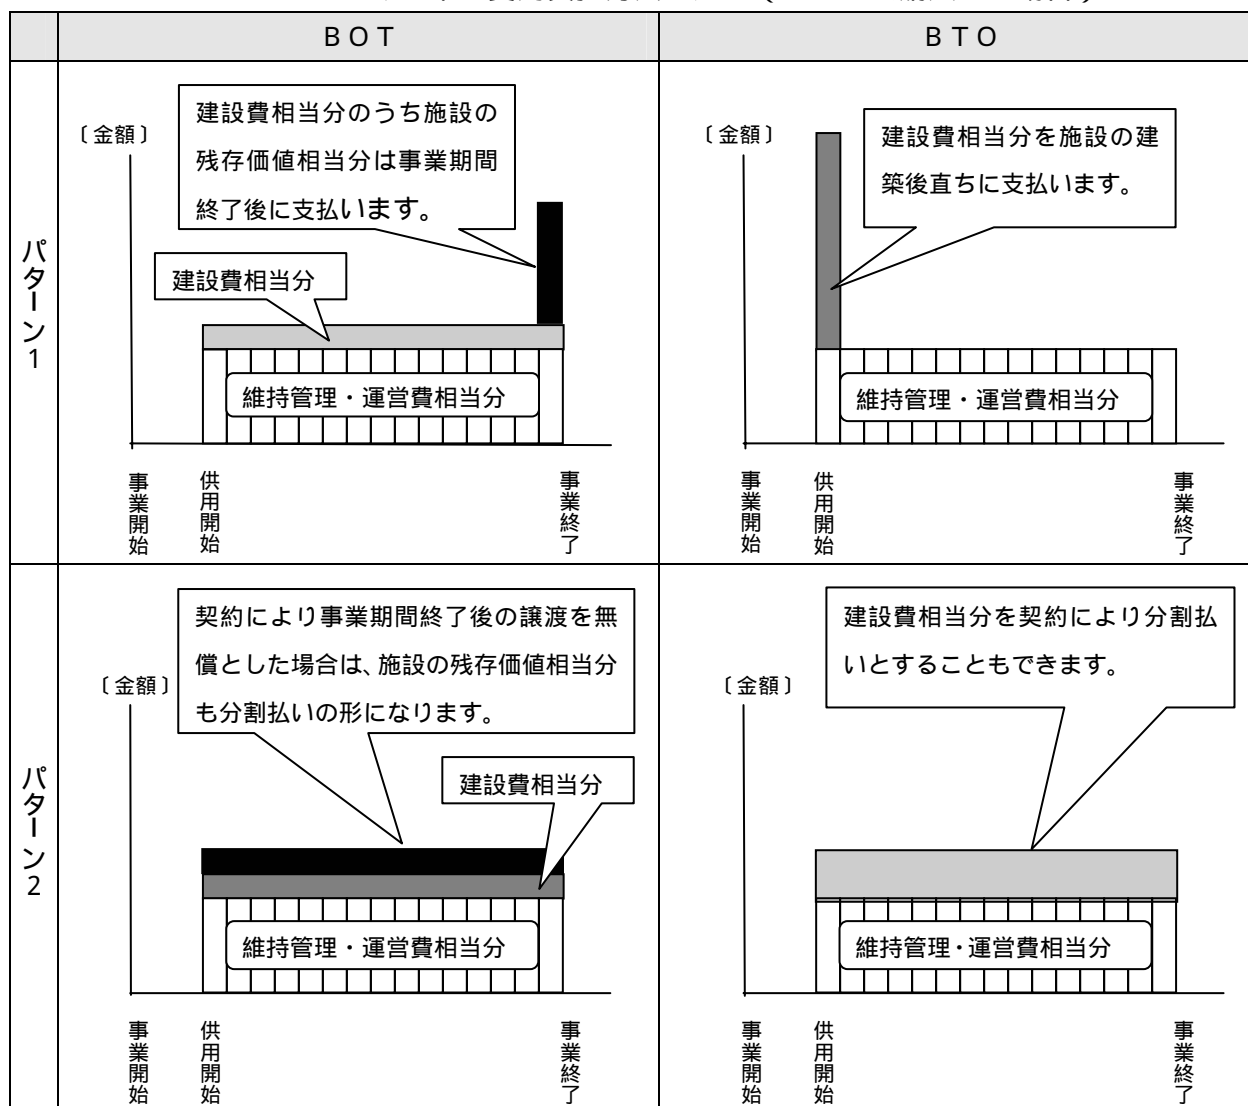 BOT
BTO
パターン1
〔金額〕
建設費相当分のうち施設の
残存価値相当分は事業期間
終了後に支払います。
建設費相当分
維持管理・運営費相当分
事業開始
供用開始
事業終了
〔金額〕
建設費相当分を施設の建
築後直ちに支払います。
維持管理・運営費相当分
事業開始
供用開始
事業終了
パターン2
契約により事業期間終了後の譲渡を無
償とした場合は、施設の残存価値相当分
も分割払いの形になります。
〔金額〕
建設費相当分
維持管理・運営費相当分
事業開始
供用開始
事業終了
建設費相当分を契約により分割払
いとすることもできます。
〔金額〕
維持管理・運営費相当分
事業開始
供用開始
事業終了